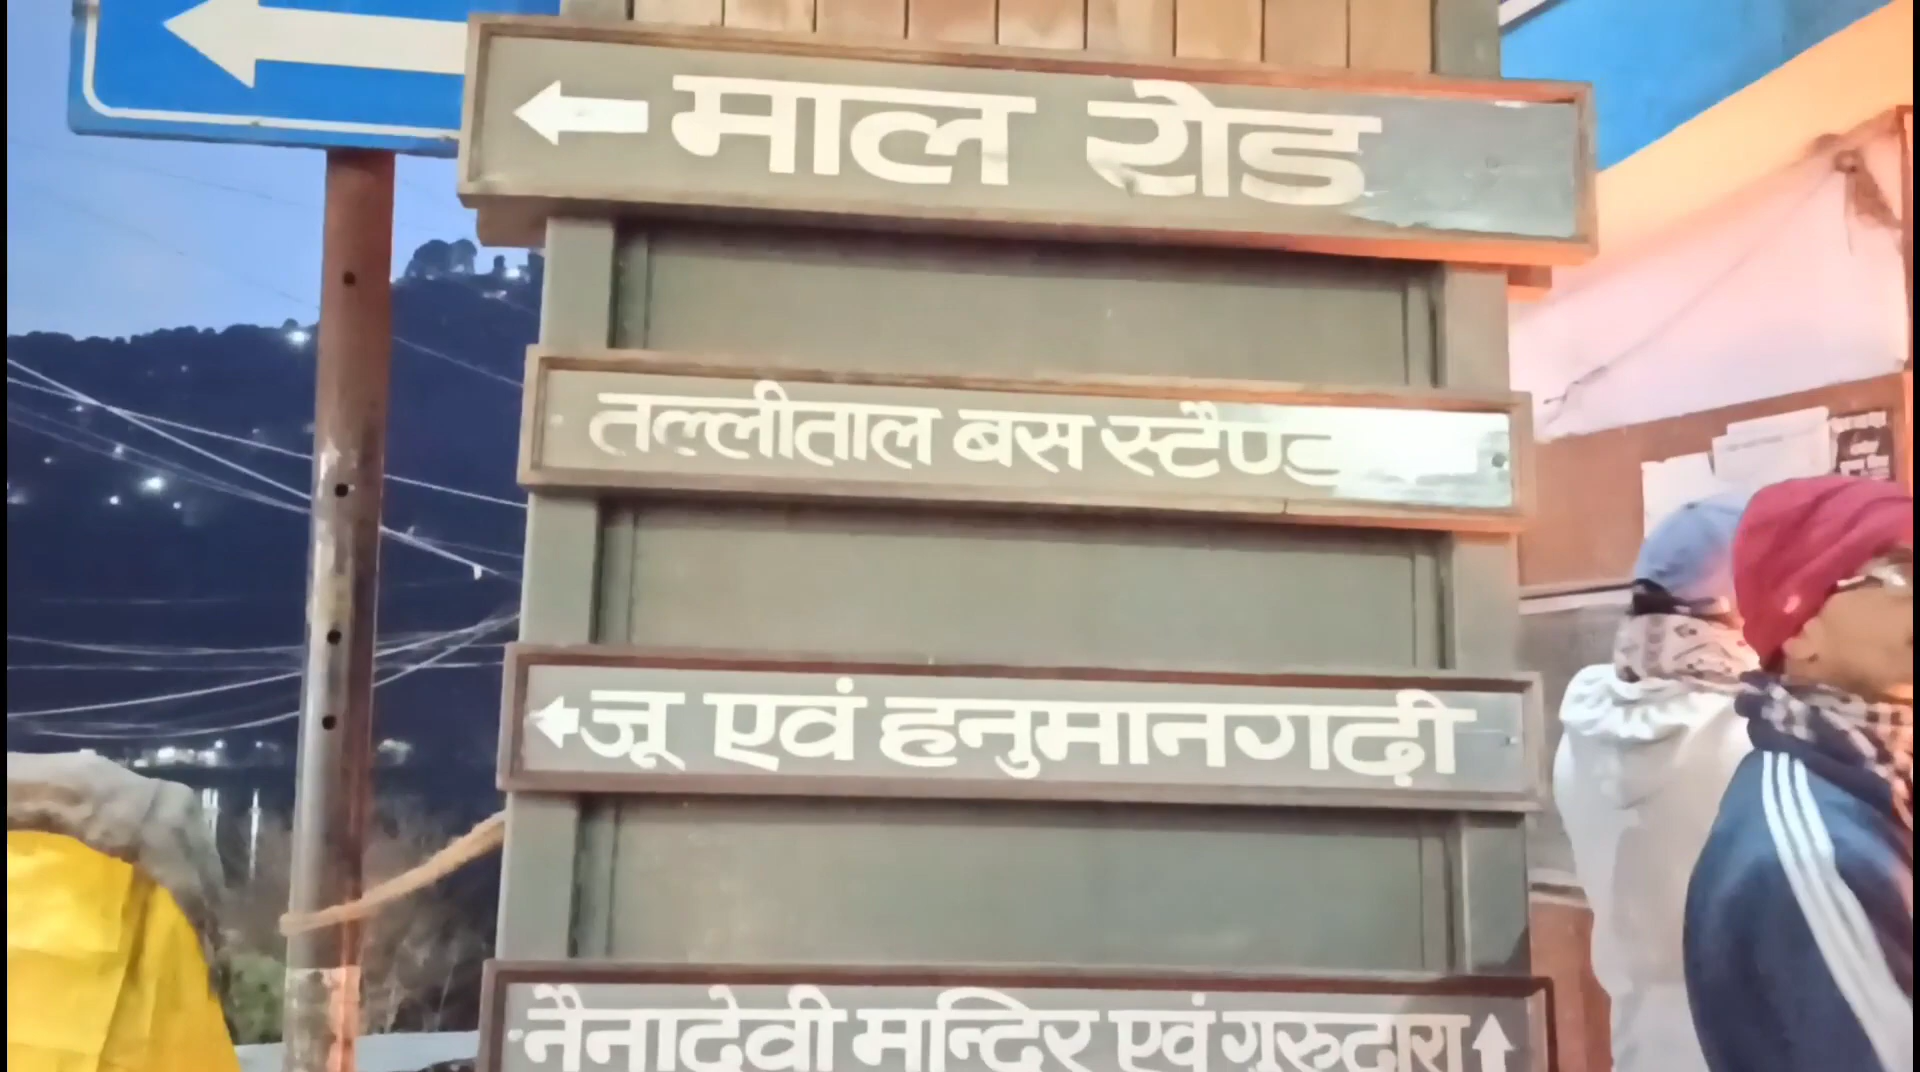 माल रोड
तल्लीताल बस स्टैण्ड
जू एवं हनुमानगढ़ी
नैनादेवी मन्दिर एवं गुरुद्वारा